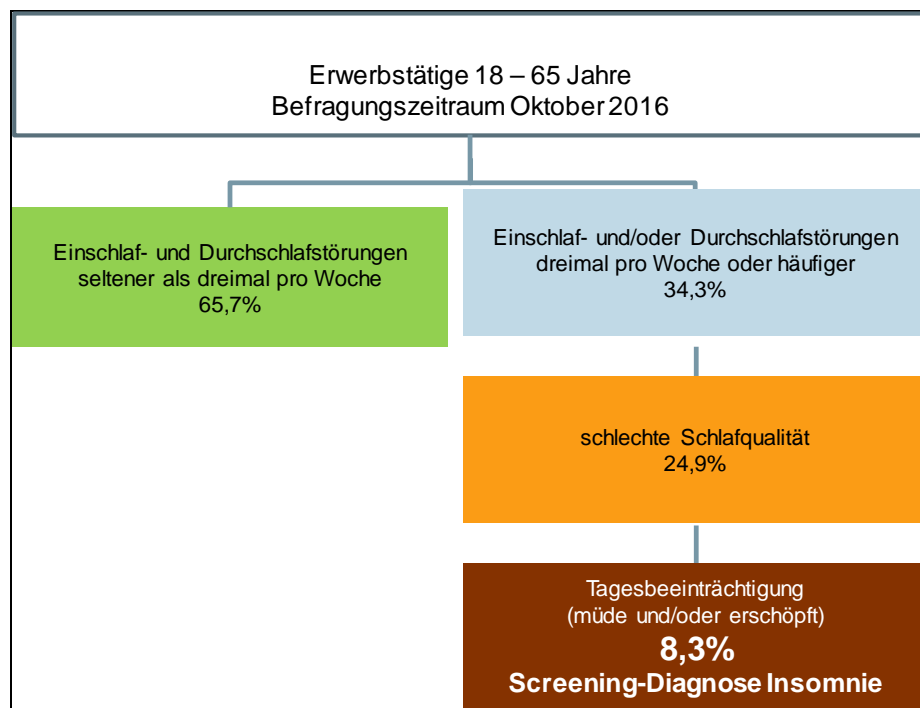 Erwerbstätige 18 – 65 Jahre
Befragungszeitraum Oktober 2016
Einschlaf- und Durchschlafstörungen
seltener als dreimal pro Woche
65,7%
Einschlaf- und/oder Durchschlafstörungen
dreimal pro Woche oder häufiger
34,3%
schlechte Schlafqualität
24,9%
Tagesbeeinträchtigung
(müde und/oder erschöpft)
8,3%
Screening-Diagnose Insomnie